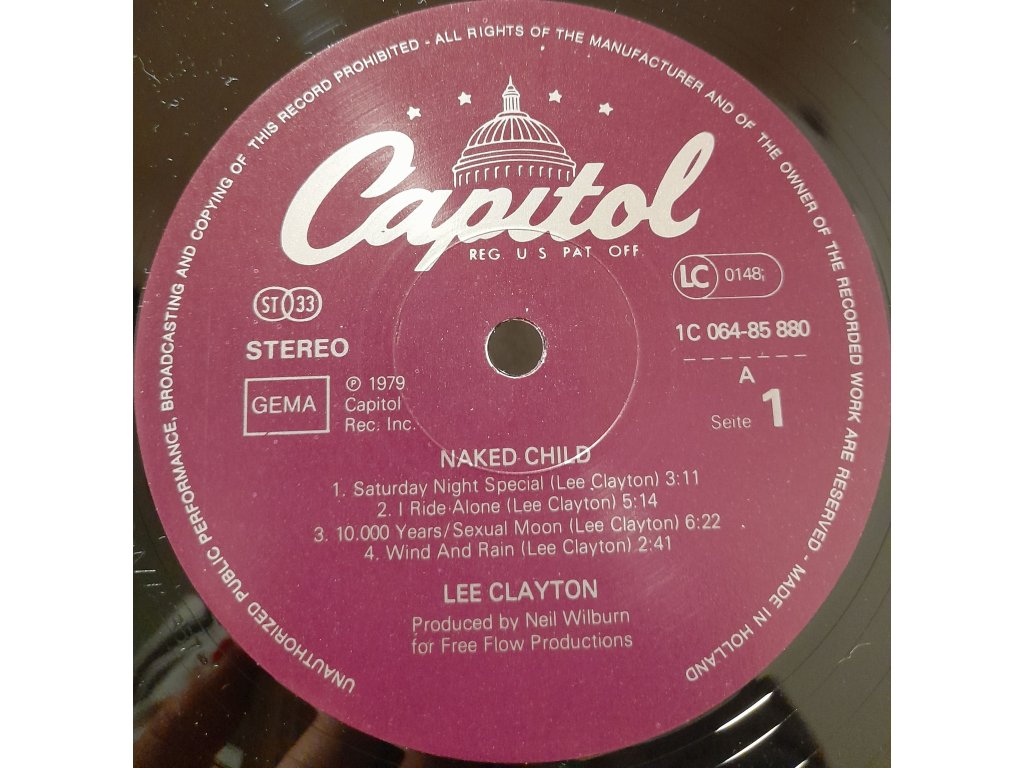 UNAUTHORIZED PUBLIC PERFORMANCE, BROADCASTING AND COPYING OF THIS RECORD PROHIBITED - ALL RIGHTS OF THE MANUFACTURER AND OF THE OWNER OF THE RECORDED WORK ARE RESERVED - MADE IN HOLLAND
Capitol
REG. U S PAT OFF.
LC 0148
ST 33
STEREO
1C 064-85 880
GEMA
℗ 1979
Capitol
Rec. Inc.
A
Seite 1
NAKED CHILD
1. Saturday Night Special (Lee Clayton) 3:11
2. I Ride Alone (Lee Clayton) 5:14
3. 10.000 Years/Sexual Moon (Lee Clayton) 6:22
4. Wind And Rain (Lee Clayton) 2:41
LEE CLAYTON
Produced by Neil Wilburn
for Free Flow Productions